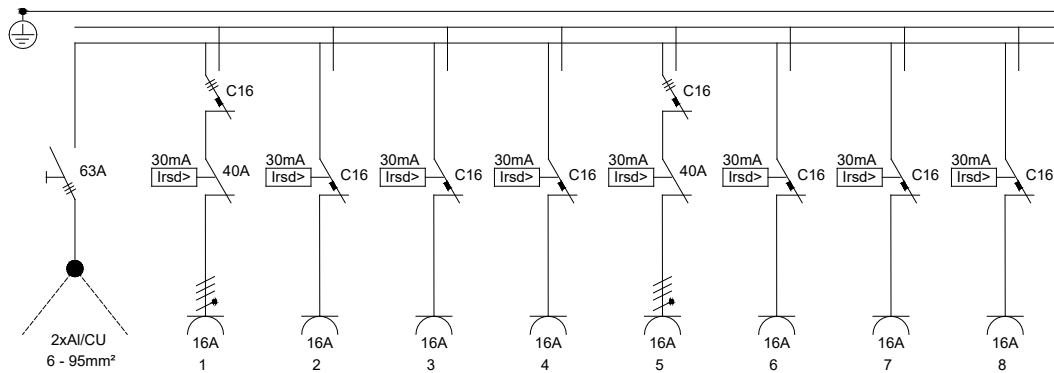 C16
C16
63A
30mA
Irsd>
40A
30mA
Irsd>
C16
30mA
Irsd>
C16
30mA
Irsd>
C16
30mA
Irsd>
40A
30mA
Irsd>
C16
30mA
Irsd>
C16
30mA
Irsd>
C16
2xAl/CU
6 - 95mm²
16A
1
16A
2
16A
3
16A
4
16A
5
16A
6
16A
7
16A
8